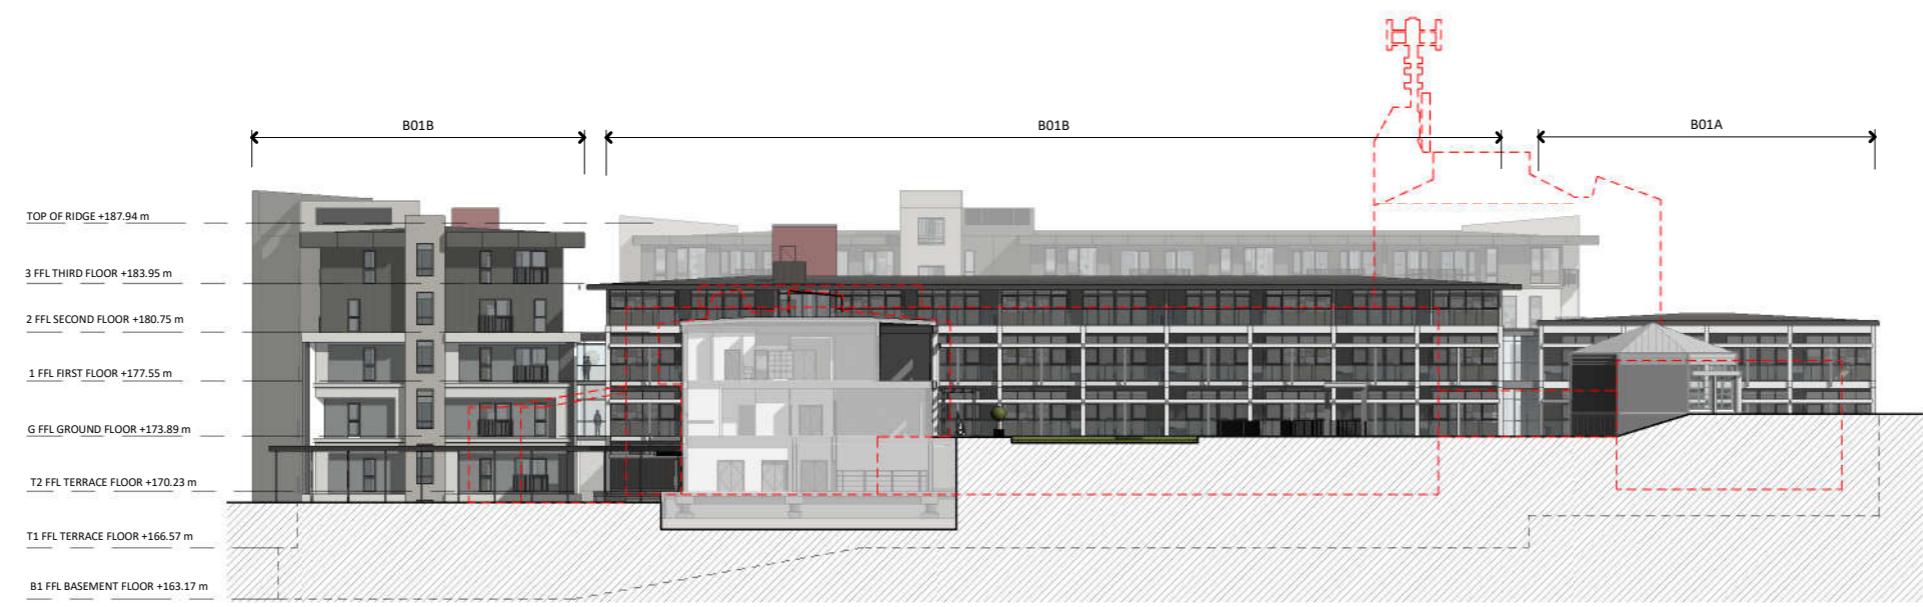 B01B
B01B
B01A
TOP OF RIDGE +187.94 m
3 FFL THIRD FLOOR +183.95 m
2 FFL SECOND FLOOR +180.75 m
1 FFL FIRST FLOOR +177.55 m
G FFL GROUND FLOOR +173.89 m
T2 FFL TERRACE FLOOR +170.23 m
T1 FFL TERRACE FLOOR +166.57 m
B1 FFL BASEMENT FLOOR +163.17 m